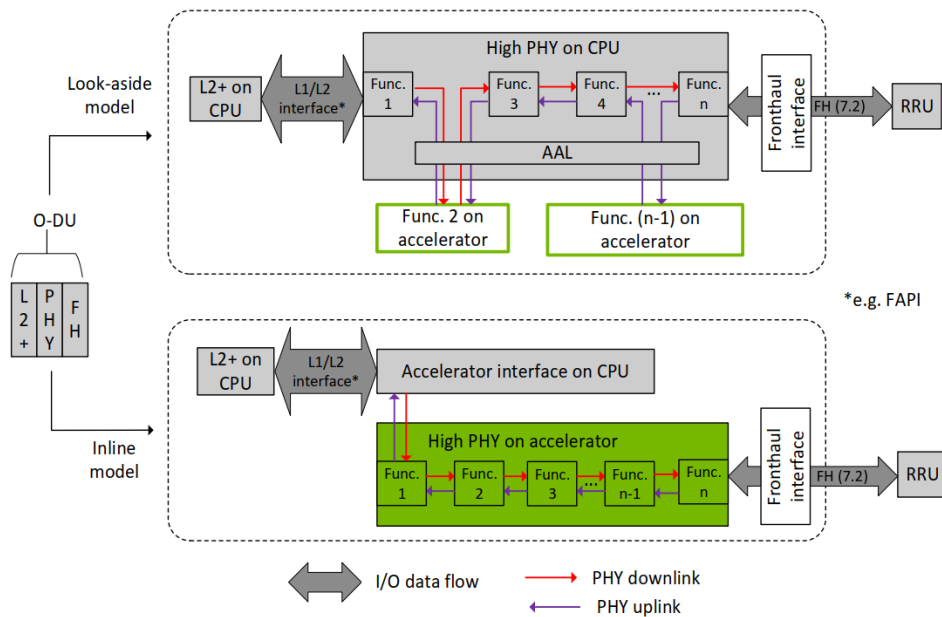 Look-aside
model
L2+ on
CPU
L1/L2
interface*
High PHY on CPU
Func.
1
Func.
3
Func.
4
...
Func.
n
AAL
Func. 2 on
accelerator
Func. (n-1) on
accelerator
Fronthaul
interface
FH (7.2)
RRU
O-DU
L
2
+
P
H
Y
F
H
*e.g. FAPI
Inline
model
L2+ on
CPU
L1/L2
interface*
Accelerator interface on CPU
High PHY on accelerator
Func.
1
Func.
2
Func.
3
...
Func.
n-1
Func.
n
Fronthaul
interface
FH (7.2)
RRU
I/O data flow
PHY downlink
PHY uplink